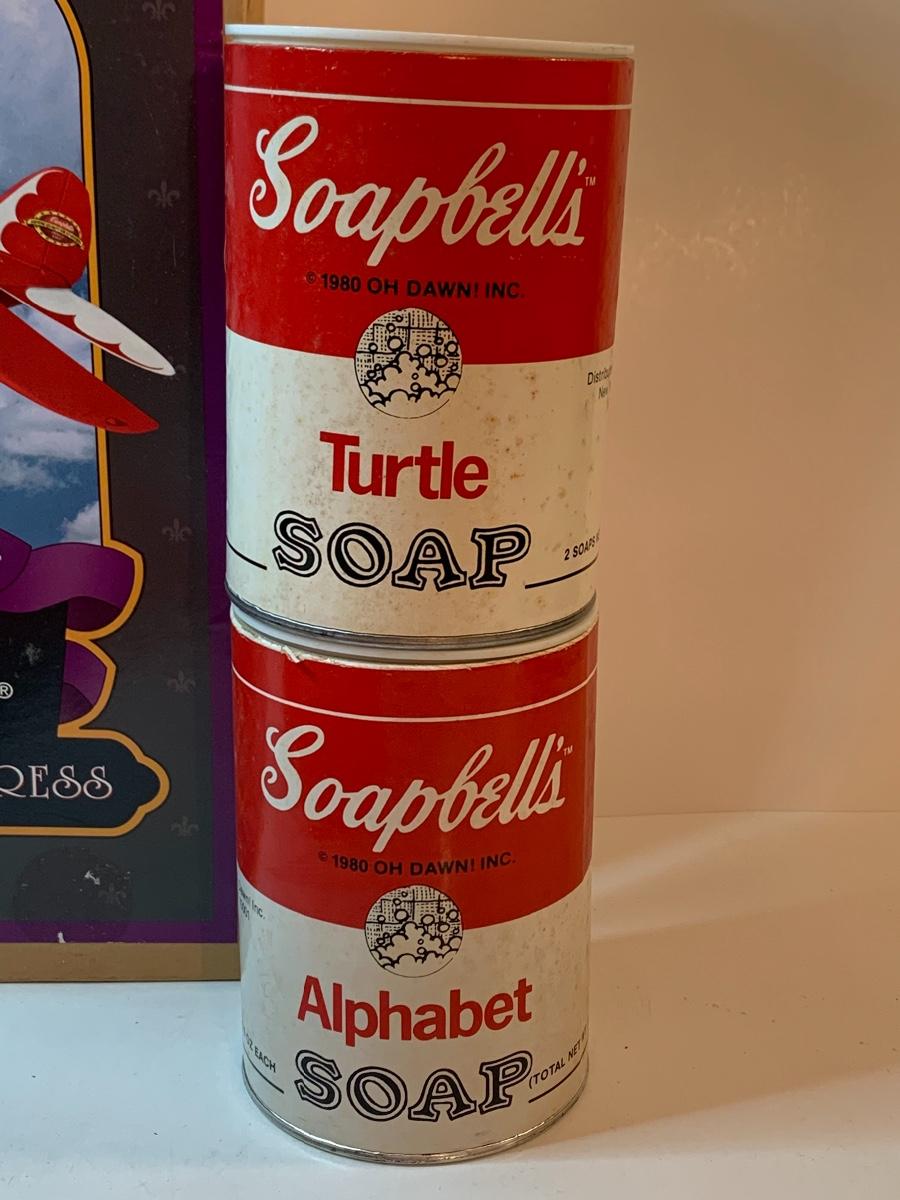 Soapbell's™
© 1980 OH DAWN! INC.
Turtle
SOAP
2 SOAPS
Soapbell's™
© 1980 OH DAWN! INC.
Inc.
Alphabet
SOAP
OZ EACH
(TOTAL NET
®
RESS